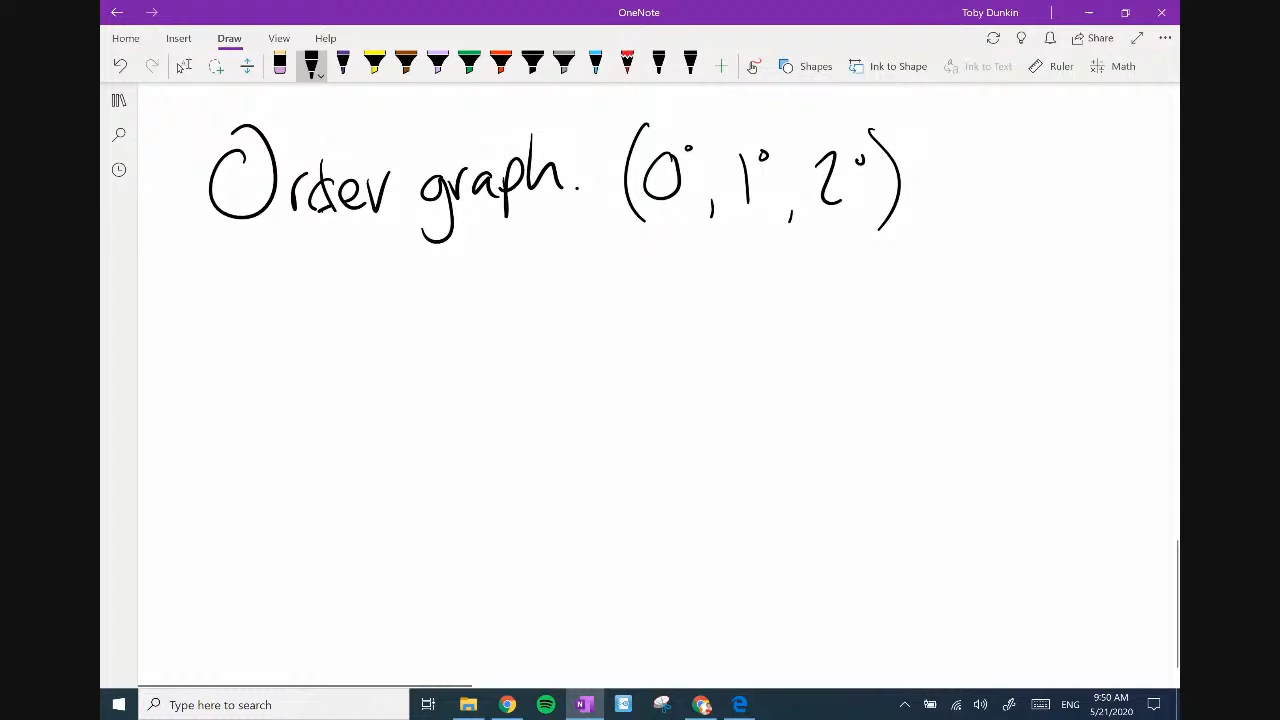 OneNote
Toby Dunkin
Home Insert Draw View Help
Share
Shapes Ink to Shape Ink to Text Ruler Math
Order graph. (0°, 1°, 2°)
Type here to search
ENG
9:50 AM
5/21/2020